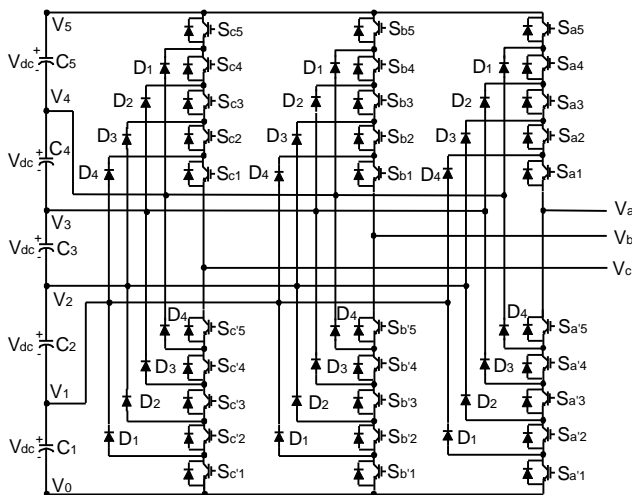 V5 Sc5 Sb5 Sa5
Vdc + - C5 D1 Sc4 D1 Sb4 D1 Sa4
V4 D2 Sc3 D2 Sb3 D2 Sa3
D3 Sc2 D3 Sb2 D3 Sa2
Vdc + - C4 D4 Sc1 D4 Sb1 D4 Sa1
V3 Va
Vdc + - C3 Vb
Vc
V2
D4 Sc'5 D4 Sb'5 D4 Sa'5
Vdc + - C2 D3 Sc'4 D3 Sb'4 D3 Sa'4
V1 D2 Sc'3 D2 Sb'3 D2 Sa'3
Vdc + - C1 D1 Sc'2 D1 Sb'2 D1 Sa'2
V0 Sc'1 Sb'1 Sa'1